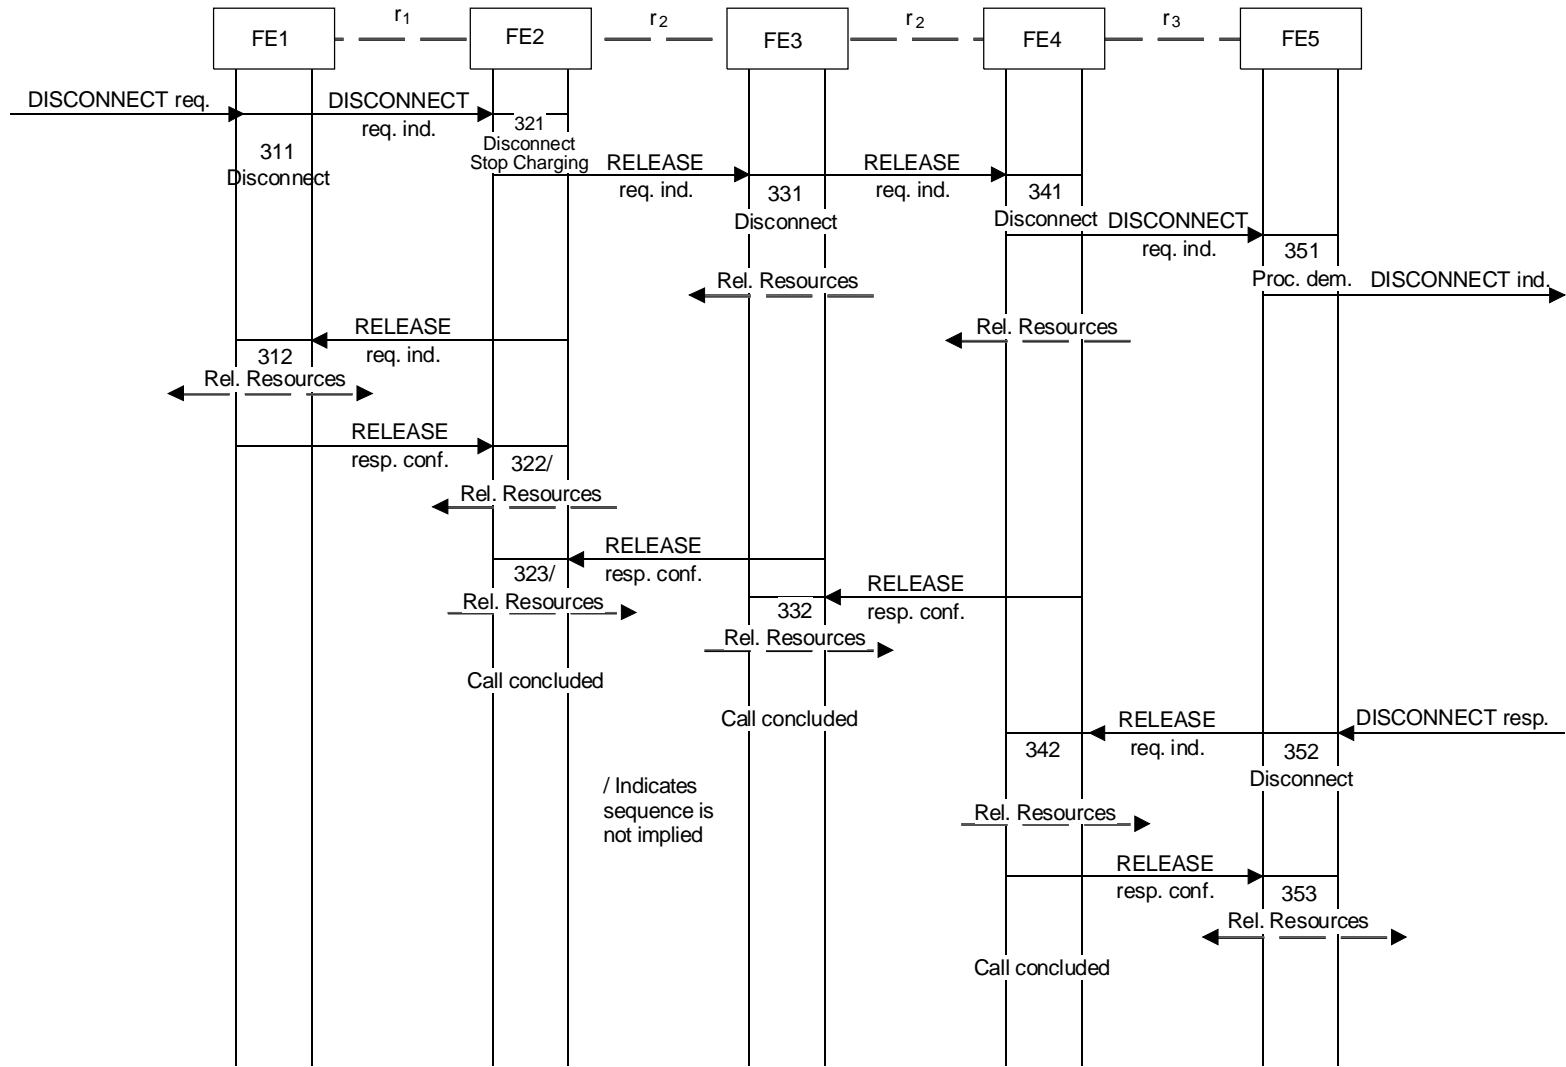 r1
r2
r2
r3
FE1
FE2
FE3
FE4
FE5
DISCONNECT req.
DISCONNECT
req. ind.
321
Disconnect
Stop Charging
311
Disconnect
RELEASE
req. ind.
331
Disconnect
RELEASE
req. ind.
341
Disconnect
DISCONNECT
req. ind.
351
Proc. dem.
DISCONNECT ind.
Rel. Resources
Rel. Resources
RELEASE
req. ind.
312
Rel. Resources
RELEASE
resp. conf.
322/
Rel. Resources
RELEASE
resp. conf.
323/
Rel. Resources
RELEASE
resp. conf.
332
Rel. Resources
Call concluded
Call concluded
DISCONNECT resp.
RELEASE
req. ind.
342
352
Disconnect
/ Indicates
sequence is
not implied
Rel. Resources
RELEASE
resp. conf.
353
Rel. Resources
Call concluded